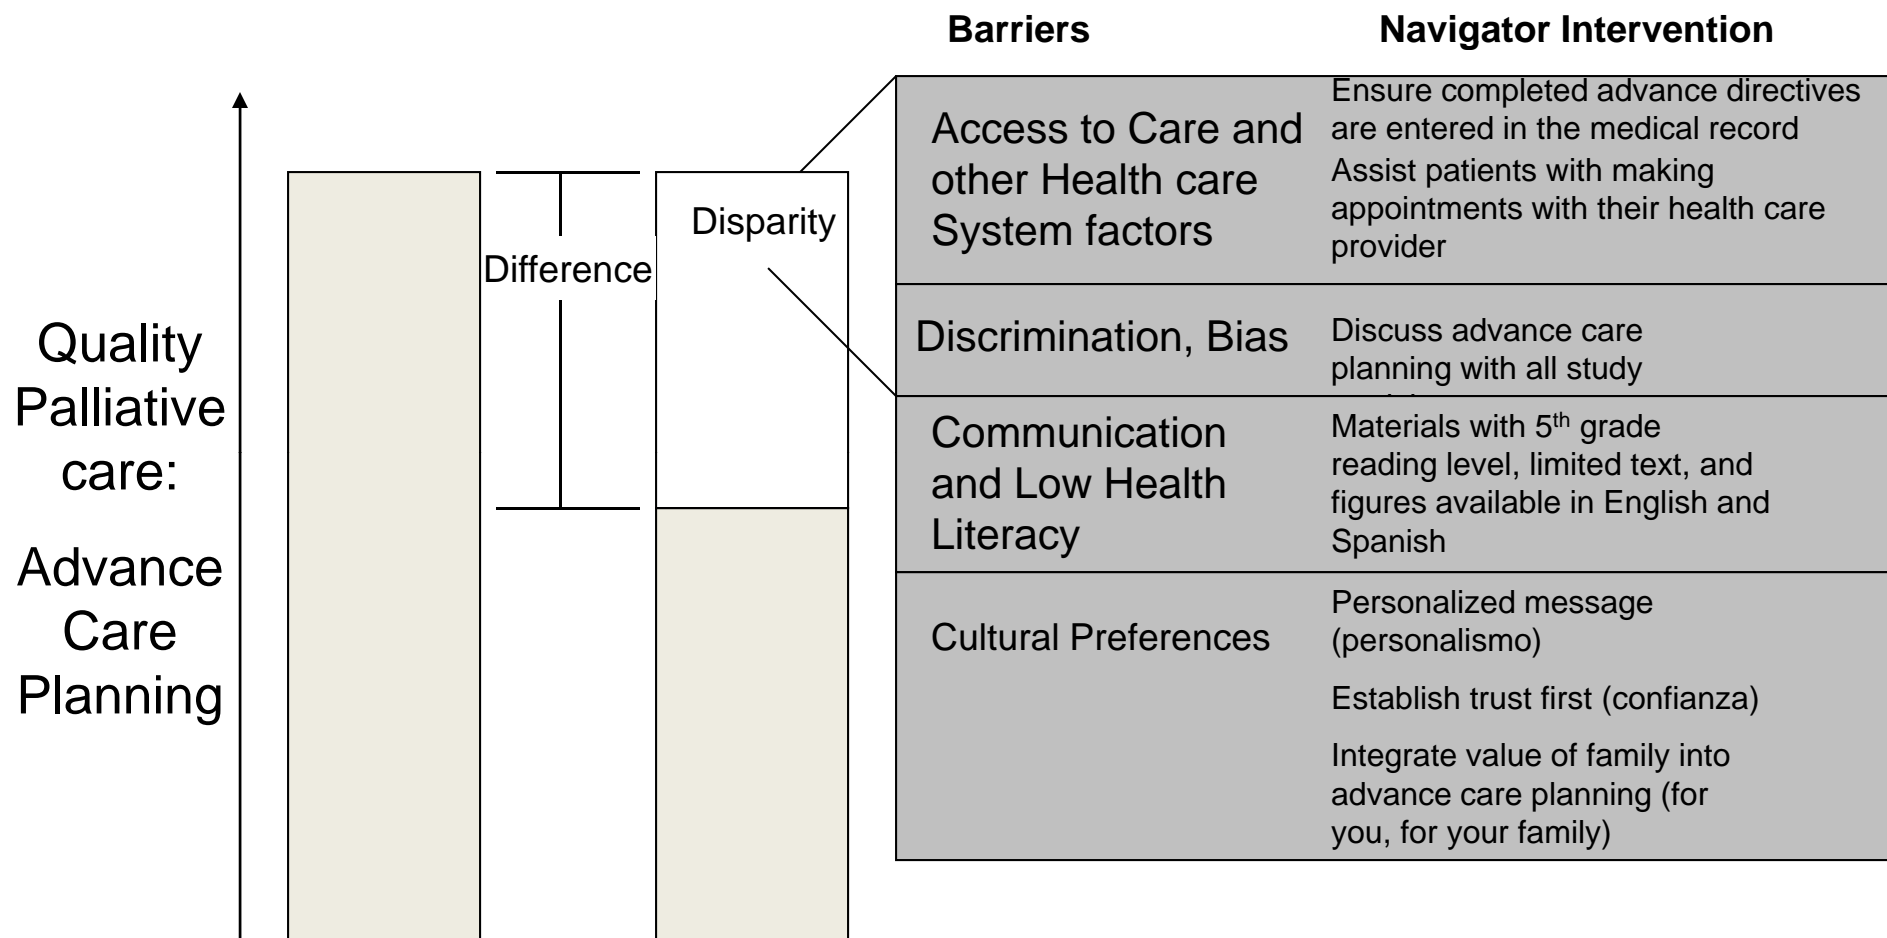 Barriers
Navigator Intervention
Quality
Palliative
care:
Advance
Care
Planning
Difference
Disparity
Access to Care and
other Health care
System factors
Ensure completed advance directives
are entered in the medical record
Assist patients with making
appointments with their health care
provider
Discrimination, Bias
Discuss advance care
planning with all study
Communication
and Low Health
Literacy
Materials with 5th grade
reading level, limited text, and
figures available in English and
Spanish
Cultural Preferences
Personalized message
(personalismo)
Establish trust first (confianza)
Integrate value of family into
advance care planning (for
you, for your family)